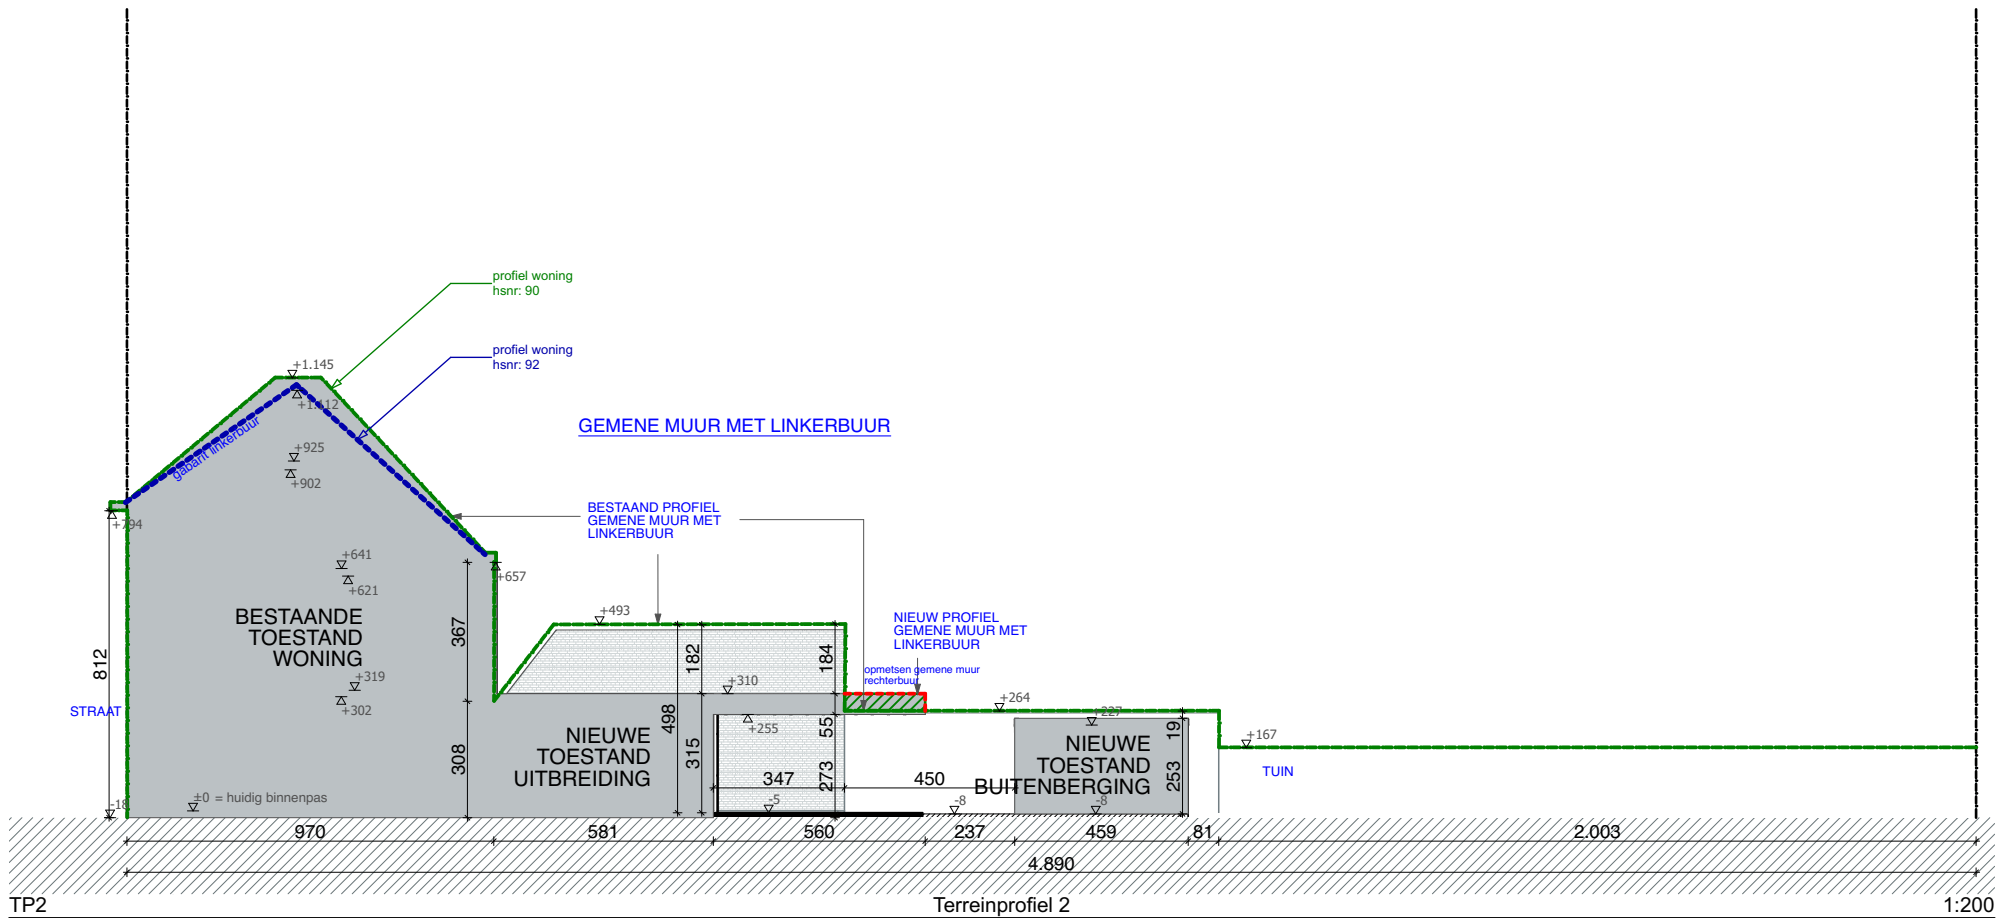 profiel woning
hsnr: 90
profiel woning
hsnr: 92
+1.145
+1.112
gabarit linkerbuur
+925
+902
GEMENE MUUR MET LINKERBUUR
+794
BESTAAND PROFIEL
GEMENE MUUR MET
LINKERBUUR
+641
+621
+657
BESTAANDE
TOESTAND
WONING
367
812
+493
NIEUW PROFIEL
GEMENE MUUR MET
LINKERBUUR
opmetsen gemene muur
rechterbuur
182
184
+319
+302
+310
+264
STRAAT
+227
498
+255
55
19
+167
NIEUWE
TOESTAND
UITBREIDING
308
315
NIEUWE
TOESTAND
BUITENBERGING
TUIN
347
273
450
253
-18
±0 = huidig binnenpas
-5
-8
-8
970
581
560
237
459
81
2.003
4.890
TP2
Terreinprofiel 2
1:200